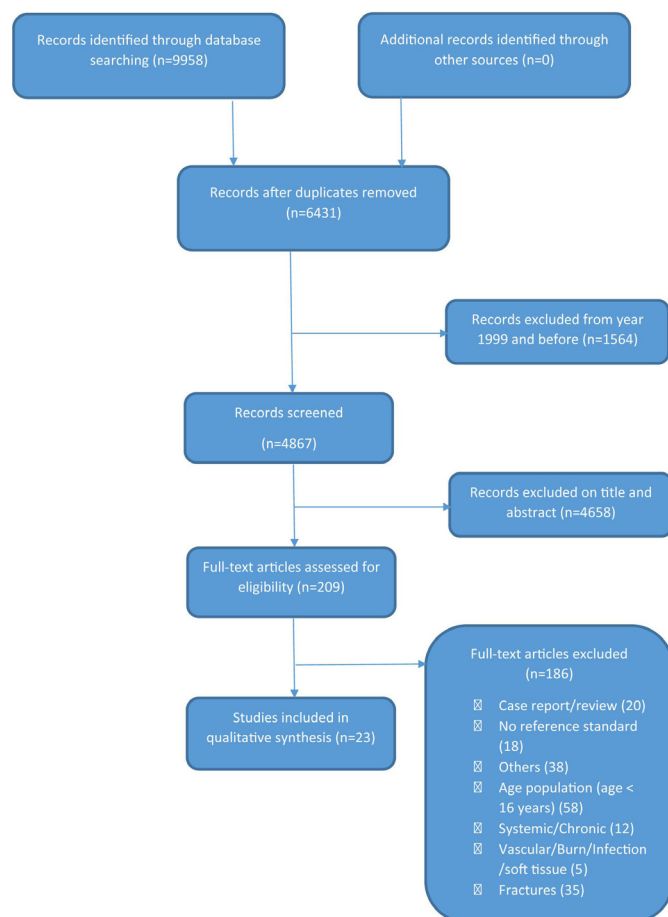 Records identified through database
searching (n=9958)
Additional records identified through
other sources (n=0)
Records after duplicates removed
(n=6431)
Records excluded from year
1999 and before (n=1564)
Records screened
(n=4867)
Records excluded on title and
abstract (n=4658)
Full-text articles assessed for
eligibility (n=209)
Full-text articles excluded
(n=186)
Case report/review (20)
No reference standard
(18)
Others (38)
Age population (age <
16 years) (58)
Systemic/Chronic (12)
Vascular/Burn/Infection
/soft tissue (5)
Fractures (35)
Studies included in
qualitative synthesis (n=23)